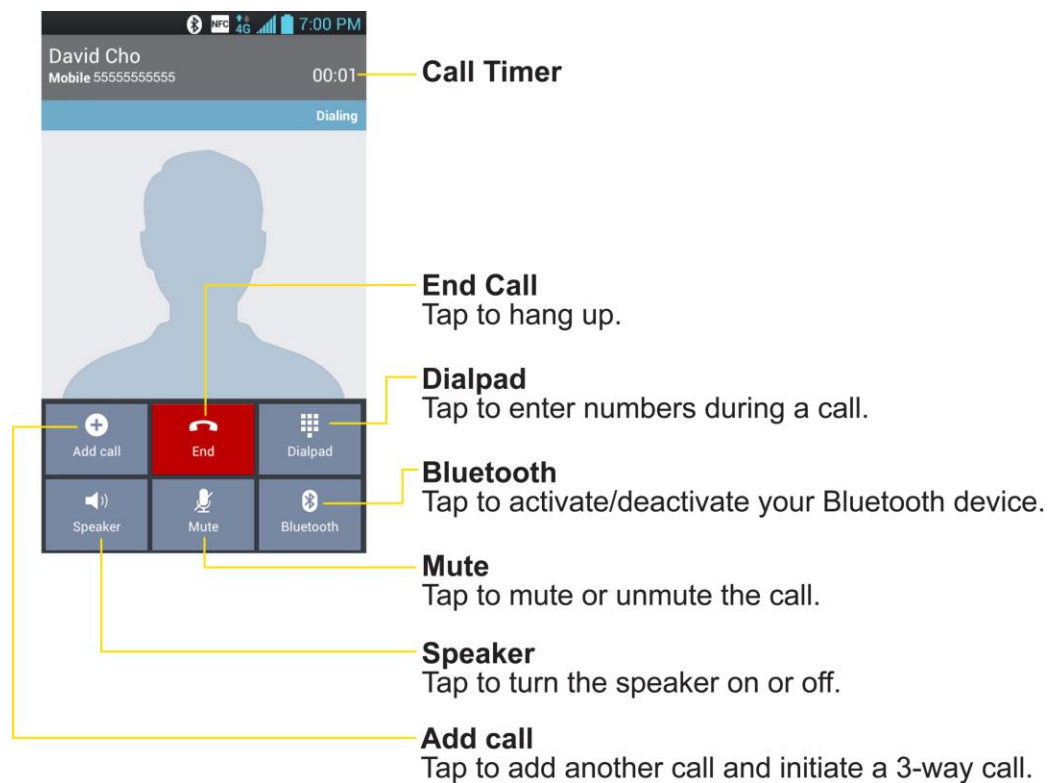 NFC 4G 7:00 PM
David Cho
Mobile 55555555555 00:01
Call Timer
Dialing
End Call
Tap to hang up.
Dialpad
Tap to enter numbers during a call.
Add call End Dialpad
Bluetooth
Tap to activate/deactivate your Bluetooth device.
Speaker Mute Bluetooth
Mute
Tap to mute or unmute the call.
Speaker
Tap to turn the speaker on or off.
Add call
Tap to add another call and initiate a 3-way call.